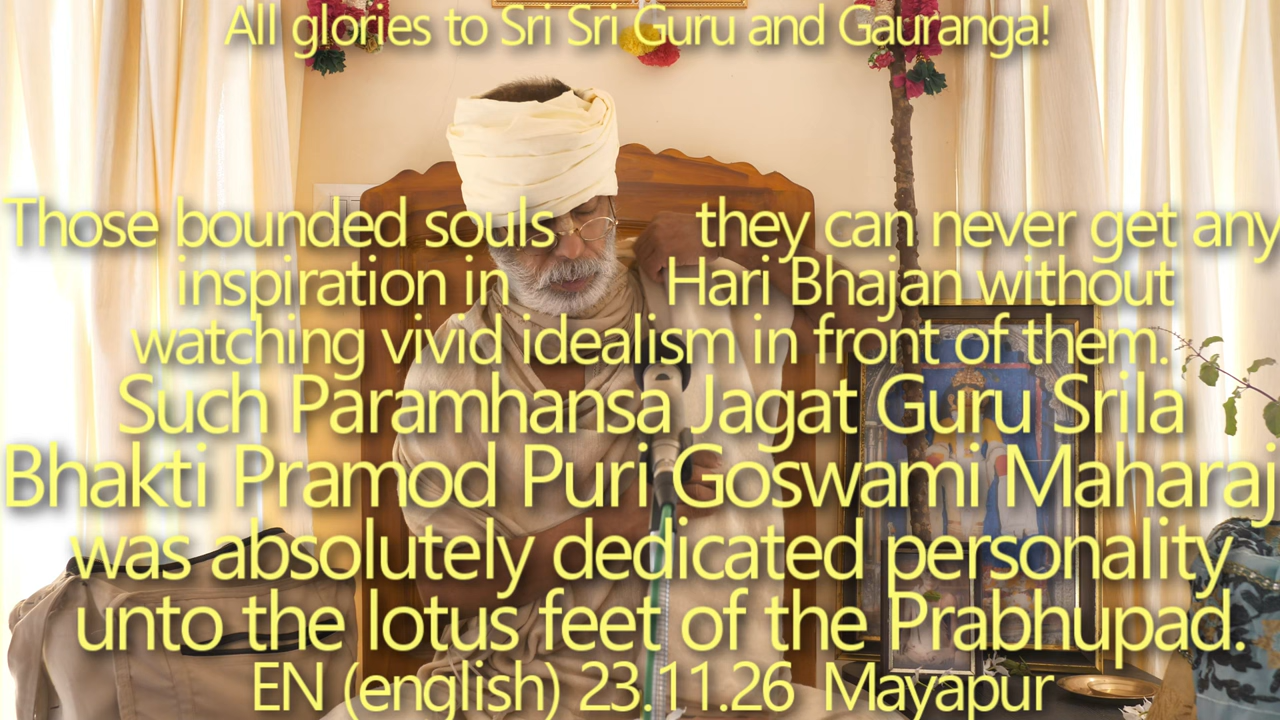 All glories to Sri Sri Guru and Gauranga!
Those bounded souls they can never get any
inspiration in Hari Bhajan without
watching vivid idealism in front of them.
Such Paramhansa Jagat Guru Srila
Bhakti Pramod Puri Goswami Maharaj
was absolutely dedicated personality
unto the lotus feet of the Prabhupad.
EN (english) 23.11.26 Mayapur